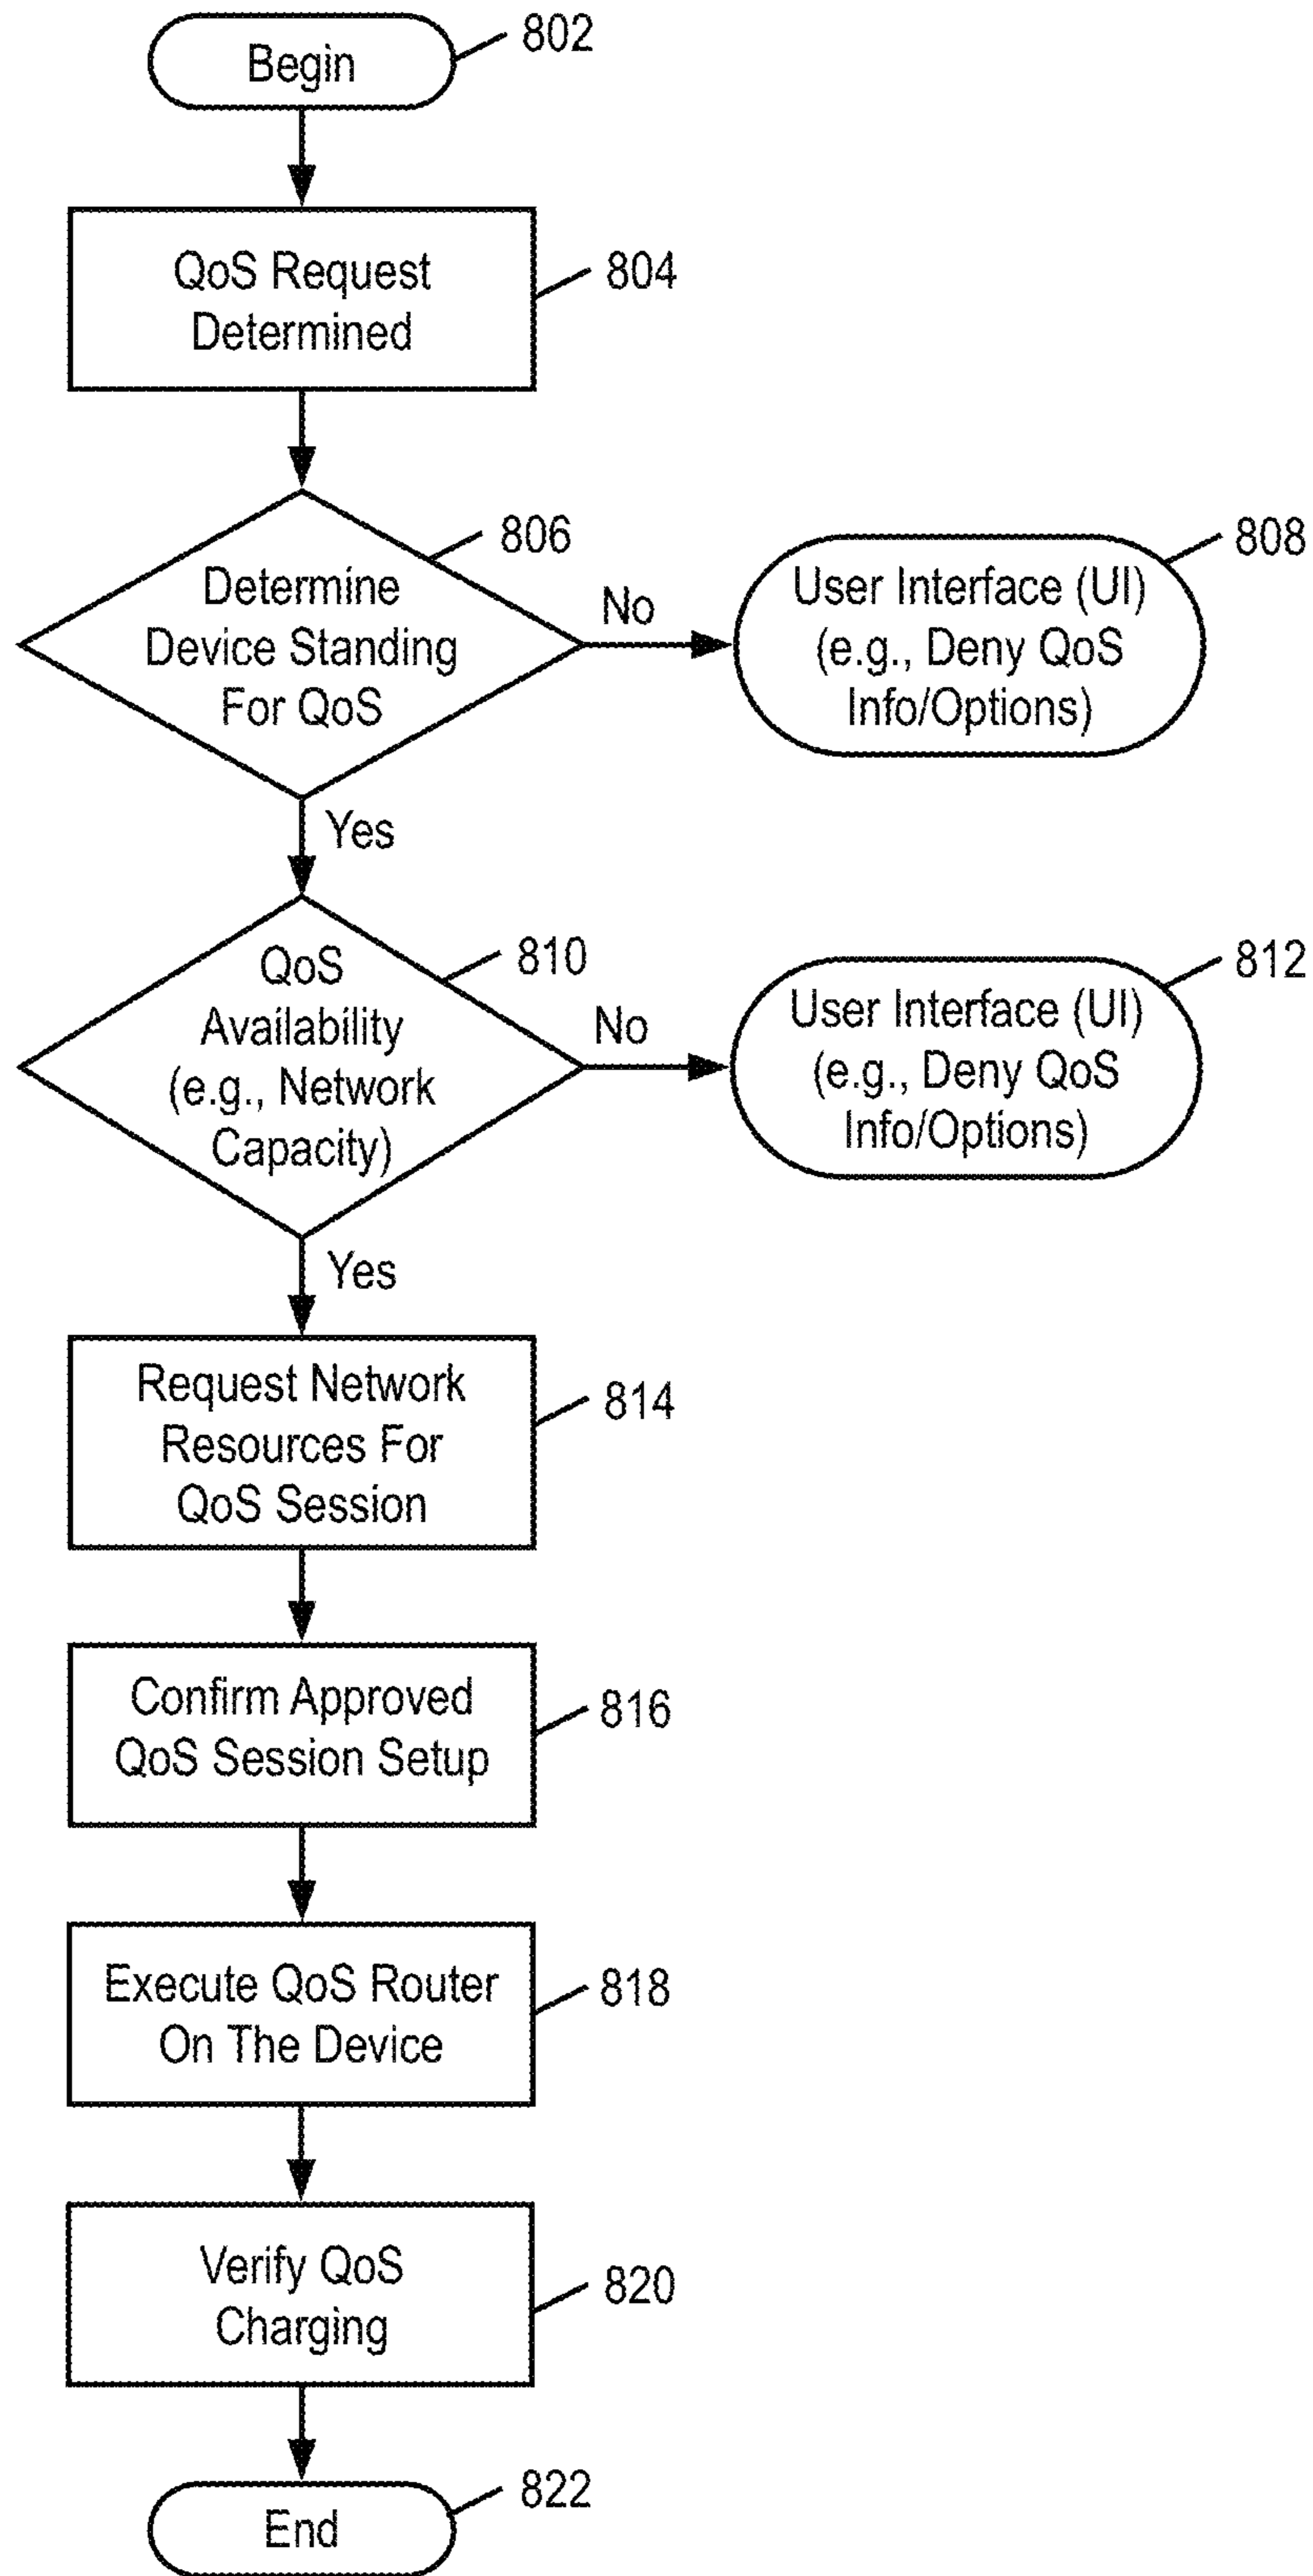 Begin
802
QoS Request
Determined
804
Determine
Device Standing
For QoS
806
No
User Interface (UI)
(e.g., Deny QoS
Info/Options)
808
Yes
QoS
Availability
(e.g., Network
Capacity)
810
No
User Interface (UI)
(e.g., Deny QoS
Info/Options)
812
Yes
Request Network
Resources For
QoS Session
814
Confirm Approved
QoS Session Setup
816
Execute QoS Router
On The Device
818
Verify QoS
Charging
820
End
822